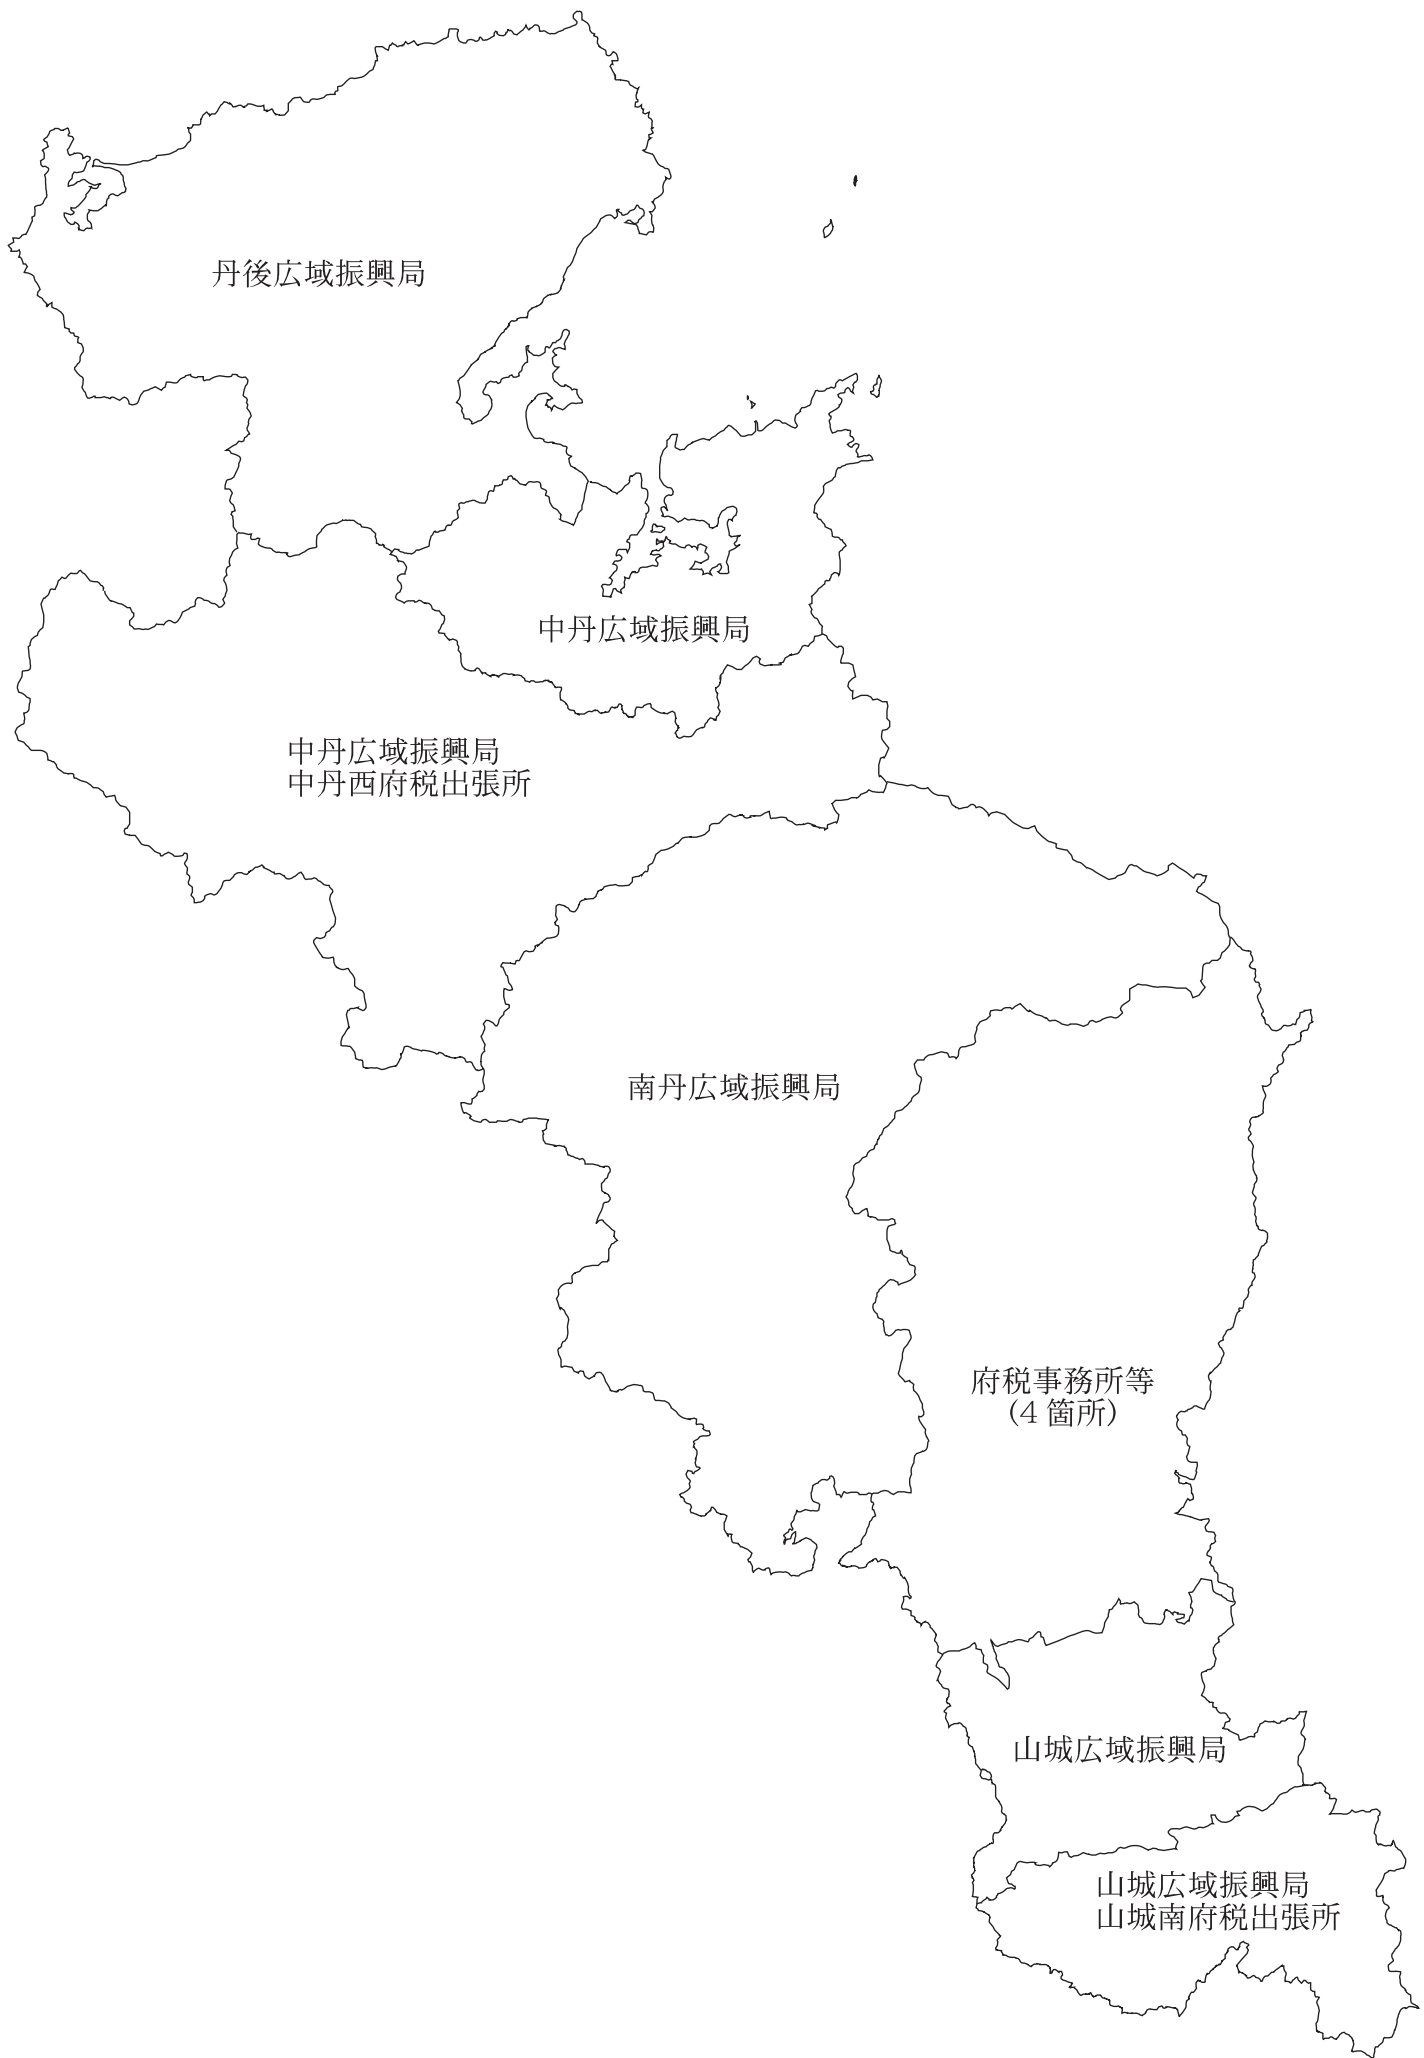 丹後広域振興局
中丹広域振興局
中丹広域振興局
中丹西府税出張所
南丹広域振興局
府税事務所等
(4 箇所)
山城広域振興局
山城広域振興局
山城南府税出張所